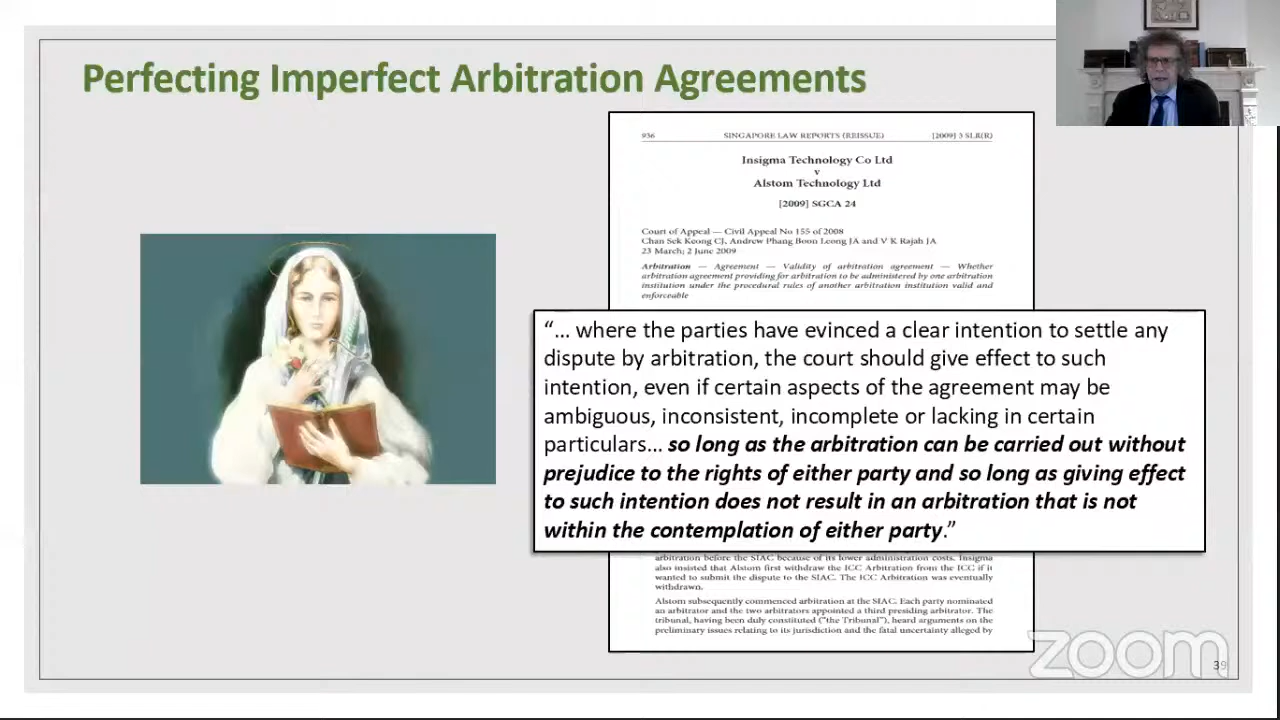 Perfecting Imperfect Arbitration Agreements
936 SINGAPORE LAW REPORTS (REISSUE) [2009] 3 SLR(R)
Insigma Technology Co Ltd
v
Alstom Technology Ltd
[2009] SGCA 24
Court of Appeal — Civil Appeal No 155 of 2008
Chan Sek Keong CJ, Andrew Phang Boon Leong JA and V K Rajah JA
23 March; 2 June 2009
Arbitration — Agreement — Validity of arbitration agreement — Whether
arbitration agreement providing for arbitration to be administered by one arbitration
institution under the procedural rules of another arbitration institution valid and
enforceable
“… where the parties have evinced a clear intention to settle any
dispute by arbitration, the court should give effect to such
intention, even if certain aspects of the agreement may be
ambiguous, inconsistent, incomplete or lacking in certain
particulars… so long as the arbitration can be carried out without
prejudice to the rights of either party and so long as giving effect
to such intention does not result in an arbitration that is not
within the contemplation of either party.”
arbitration before the SIAC because of its lower administration costs. Insigma
also insisted that Alstom first withdraw the ICC Arbitration from the ICC if it
wanted to submit the dispute to the SIAC. The ICC Arbitration was eventually
withdrawn.
Alstom subsequently commenced arbitration at the SIAC. Each party nominated
an arbitrator and the two arbitrators appointed a third presiding arbitrator. The
tribunal, having been duly constituted (“the Tribunal”), heard arguments on the
preliminary issues relating to its jurisdiction and the fatal uncertainty alleged by
zoom
39